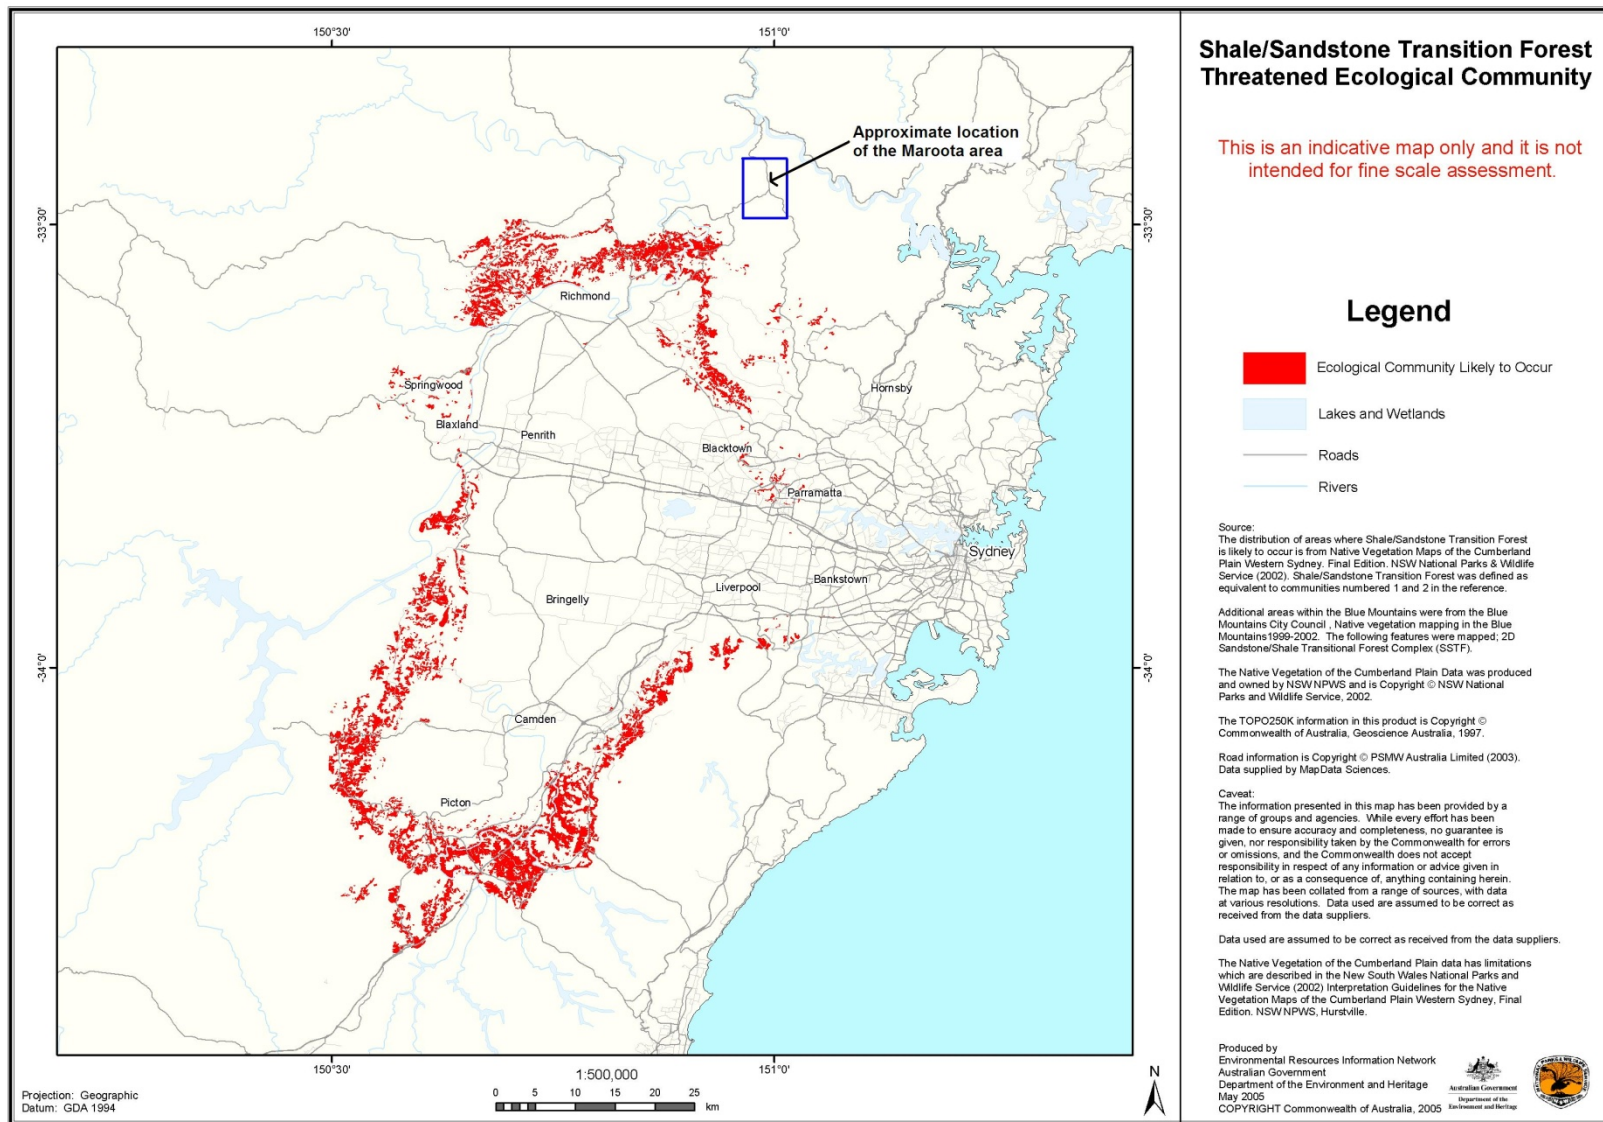 150°30'
151°0'
Approximate location
of the Maroota area
-33°30
-33°30
Richmond
Springwood
Hornsby
Blaxland
Penrith
Blacktown
Parramatta
Sydney
Liverpool
Bankstown
Bringelly
-34°0'
-34°0'
Camden
Picton
150°30'
151°0'
1:500,000
0 5 10 15 20 25
km
N
Projection: Geographic
Datum: GDA 1994
Shale/Sandstone Transition Forest
Threatened Ecological Community
This is an indicative map only and it is not
intended for fine scale assessment.
Legend
Ecological Community Likely to Occur
Lakes and Wetlands
Roads
Rivers
Source:
The distribution of areas where Shale/Sandstone Transition Forest
is likely to occur is from Native Vegetation Maps of the Cumberland
Plain Western Sydney. Final Edition. NSW National Parks & Wildlife
Service (2002). Shale/Sandstone Transition Forest was defined as
equivalent to communities numbered 1 and 2 in the reference.
Additional areas within the Blue Mountains were from the Blue
Mountains City Council , Native vegetation mapping in the Blue
Mountains1999-2002. The following features were mapped; 2D
Sandstone/Shale Transitional Forest Complex (SSTF).
The Native Vegetation of the Cumberland Plain Data was produced
and owned by NSW NPWS and is Copyright © NSW National
Parks and Wildlife Service, 2002.
The TOPO250K information in this product is Copyright ©
Commonwealth of Australia, Geoscience Australia, 1997.
Road information is Copyright © PSMW Australia Limited (2003).
Data supplied by MapData Sciences.
Caveat:
The information presented in this map has been provided by a
range of groups and agencies. While every effort has been
made to ensure accuracy and completeness, no guarantee is
given, nor responsibility taken by the Commonwealth for errors
or omissions, and the Commonwealth does not accept
responsibility in respect of any information or advice given in
relation to, or as a consequence of, anything containing herein.
The map has been collated from a range of sources, with data
at various resolutions. Data used are assumed to be correct as
received from the data suppliers.
Data used are assumed to be correct as received from the data suppliers.
The Native Vegetation of the Cumberland Plain data has limitations
which are described in the New South Wales National Parks and
Wildlife Service (2002) Interpretation Guidelines for the Native
Vegetation Maps of the Cumberland Plain Western Sydney, Final
Edition. NSW NPWS, Hurstville.
Produced by
Environmental Resources Information Network
Australian Government
Department of the Environment and Heritage
May 2005
COPYRIGHT Commonwealth of Australia, 2005
Australian Government
Department of the
Environment and Heritage